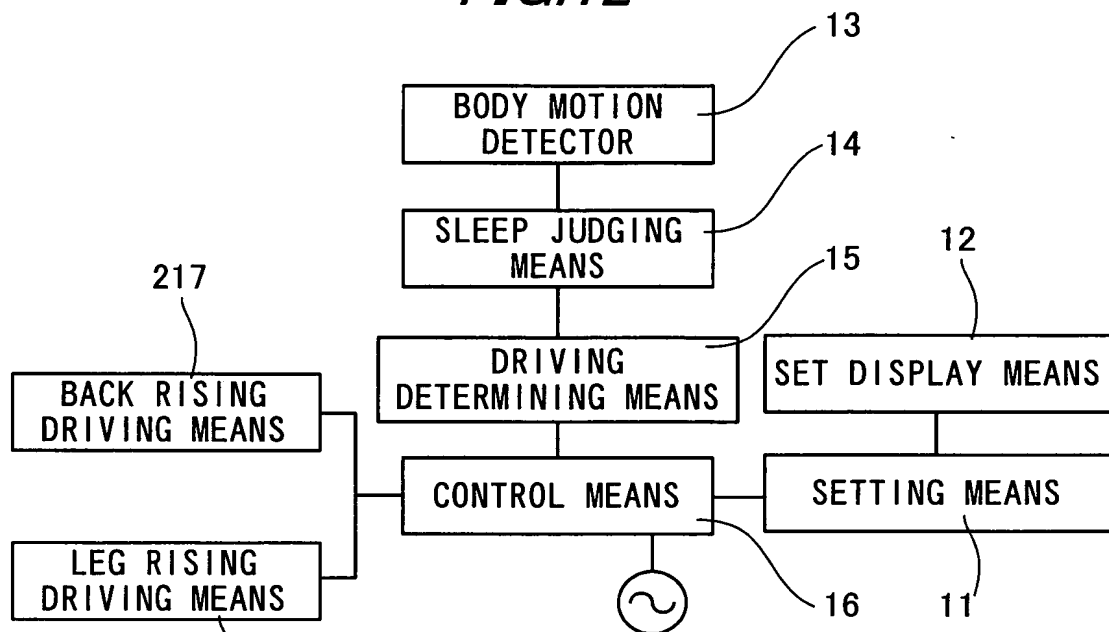 13
BODY MOTION
DETECTOR
14
SLEEP JUDGING
MEANS
15
12
217
DRIVING
DETERMINING MEANS
SET DISPLAY MEANS
BACK RISING
DRIVING MEANS
CONTROL MEANS
SETTING MEANS
LEG RISING
DRIVING MEANS
16
11